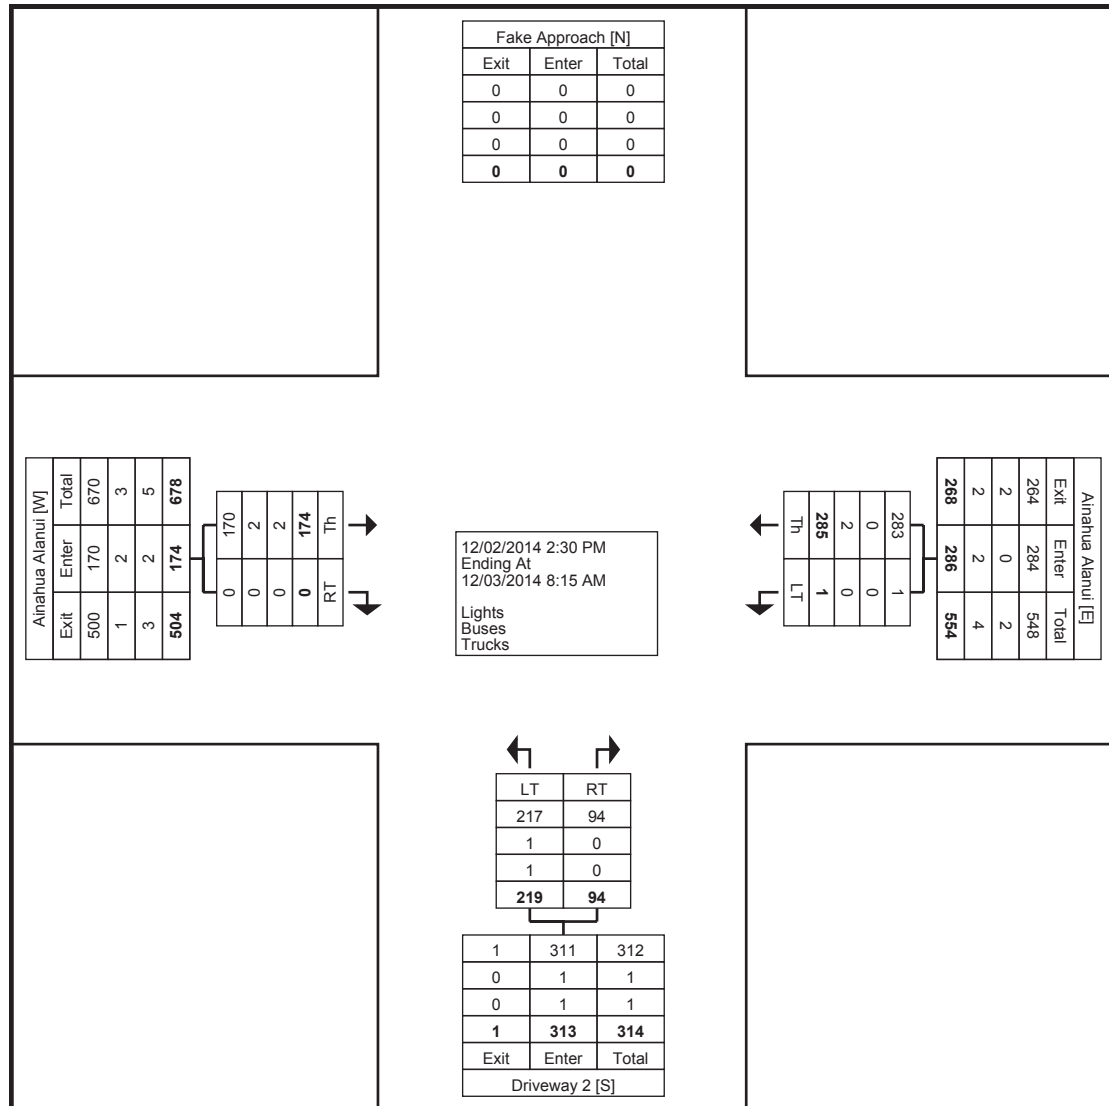 Fake Approach [N]
Exit Enter Total
0 0 0
0 0 0
0 0 0
0 0 0
Ainahua Alanui [W]
Total Enter Exit
670 170 500
3 2 1
5 2 3
678 174 504
170 0
2 0
2 0
174 0
Th RT
12/02/2014 2:30 PM
Ending At
12/03/2014 8:15 AM
Lights
Buses
Trucks
Th LT
285 1
2 0
0 0
283 1
Ainahua Alanui [E]
Exit Enter Total
264 284 548
2 0 2
2 2 4
268 286 554
LT RT
217 94
1 0
1 0
219 94
1 311 312
0 1 1
0 1 1
1 313 314
Exit Enter Total
Driveway 2 [S]